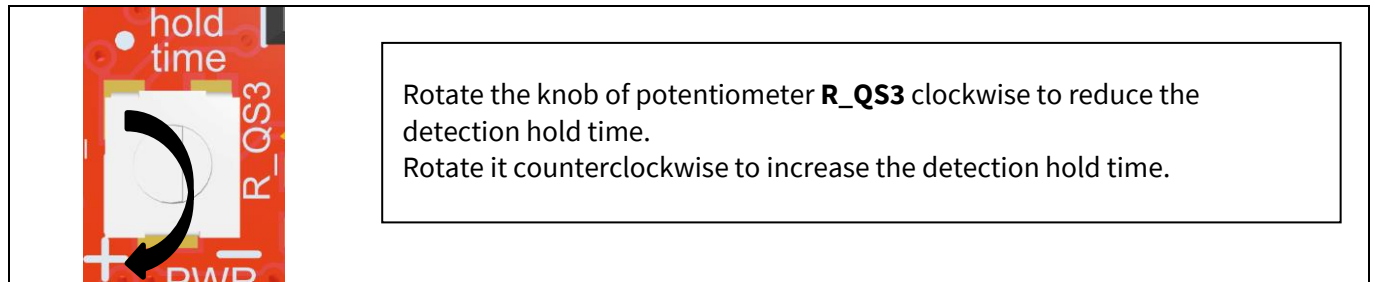 hold
time
R_QS3
+ -
PWR
Rotate the knob of potentiometer R_QS3 clockwise to reduce the
detection hold time.
Rotate it counterclockwise to increase the detection hold time.